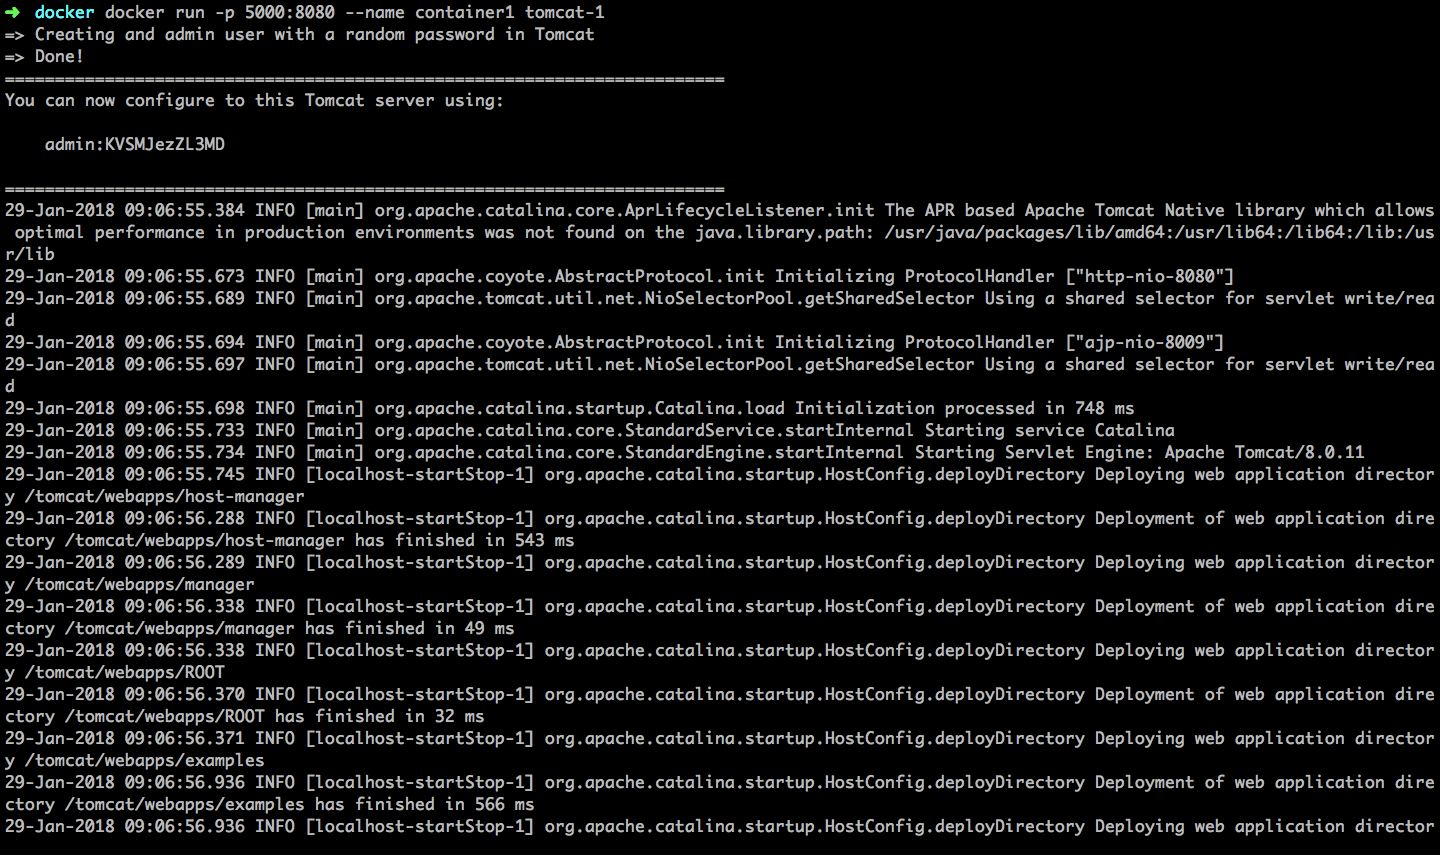 ➜ docker docker run -p 5000:8080 --name container1 tomcat-1
=> Creating and admin user with a random password in Tomcat
=> Done!
========================================================================
You can now configure to this Tomcat server using:
admin:KVSMJezZL3MD
========================================================================
29-Jan-2018 09:06:55.384 INFO [main] org.apache.catalina.core.AprLifecycleListener.init The APR based Apache Tomcat Native library which allows
 optimal performance in production environments was not found on the java.library.path: /usr/java/packages/lib/amd64:/usr/lib64:/lib64:/lib:/us
r/lib
29-Jan-2018 09:06:55.673 INFO [main] org.apache.coyote.AbstractProtocol.init Initializing ProtocolHandler ["http-nio-8080"]
29-Jan-2018 09:06:55.689 INFO [main] org.apache.tomcat.util.net.NioSelectorPool.getSharedSelector Using a shared selector for servlet write/rea
d
29-Jan-2018 09:06:55.694 INFO [main] org.apache.coyote.AbstractProtocol.init Initializing ProtocolHandler ["ajp-nio-8009"]
29-Jan-2018 09:06:55.697 INFO [main] org.apache.tomcat.util.net.NioSelectorPool.getSharedSelector Using a shared selector for servlet write/rea
d
29-Jan-2018 09:06:55.698 INFO [main] org.apache.catalina.startup.Catalina.load Initialization processed in 748 ms
29-Jan-2018 09:06:55.733 INFO [main] org.apache.catalina.core.StandardService.startInternal Starting service Catalina
29-Jan-2018 09:06:55.734 INFO [main] org.apache.catalina.core.StandardEngine.startInternal Starting Servlet Engine: Apache Tomcat/8.0.11
29-Jan-2018 09:06:55.745 INFO [localhost-startStop-1] org.apache.catalina.startup.HostConfig.deployDirectory Deploying web application director
y /tomcat/webapps/host-manager
29-Jan-2018 09:06:56.288 INFO [localhost-startStop-1] org.apache.catalina.startup.HostConfig.deployDirectory Deployment of web application dire
ctory /tomcat/webapps/host-manager has finished in 543 ms
29-Jan-2018 09:06:56.289 INFO [localhost-startStop-1] org.apache.catalina.startup.HostConfig.deployDirectory Deploying web application director
y /tomcat/webapps/manager
29-Jan-2018 09:06:56.338 INFO [localhost-startStop-1] org.apache.catalina.startup.HostConfig.deployDirectory Deployment of web application dire
ctory /tomcat/webapps/manager has finished in 49 ms
29-Jan-2018 09:06:56.338 INFO [localhost-startStop-1] org.apache.catalina.startup.HostConfig.deployDirectory Deploying web application director
y /tomcat/webapps/ROOT
29-Jan-2018 09:06:56.370 INFO [localhost-startStop-1] org.apache.catalina.startup.HostConfig.deployDirectory Deployment of web application dire
ctory /tomcat/webapps/ROOT has finished in 32 ms
29-Jan-2018 09:06:56.371 INFO [localhost-startStop-1] org.apache.catalina.startup.HostConfig.deployDirectory Deploying web application director
y /tomcat/webapps/examples
29-Jan-2018 09:06:56.936 INFO [localhost-startStop-1] org.apache.catalina.startup.HostConfig.deployDirectory Deployment of web application dire
ctory /tomcat/webapps/examples has finished in 566 ms
29-Jan-2018 09:06:56.936 INFO [localhost-startStop-1] org.apache.catalina.startup.HostConfig.deployDirectory Deploying web application director